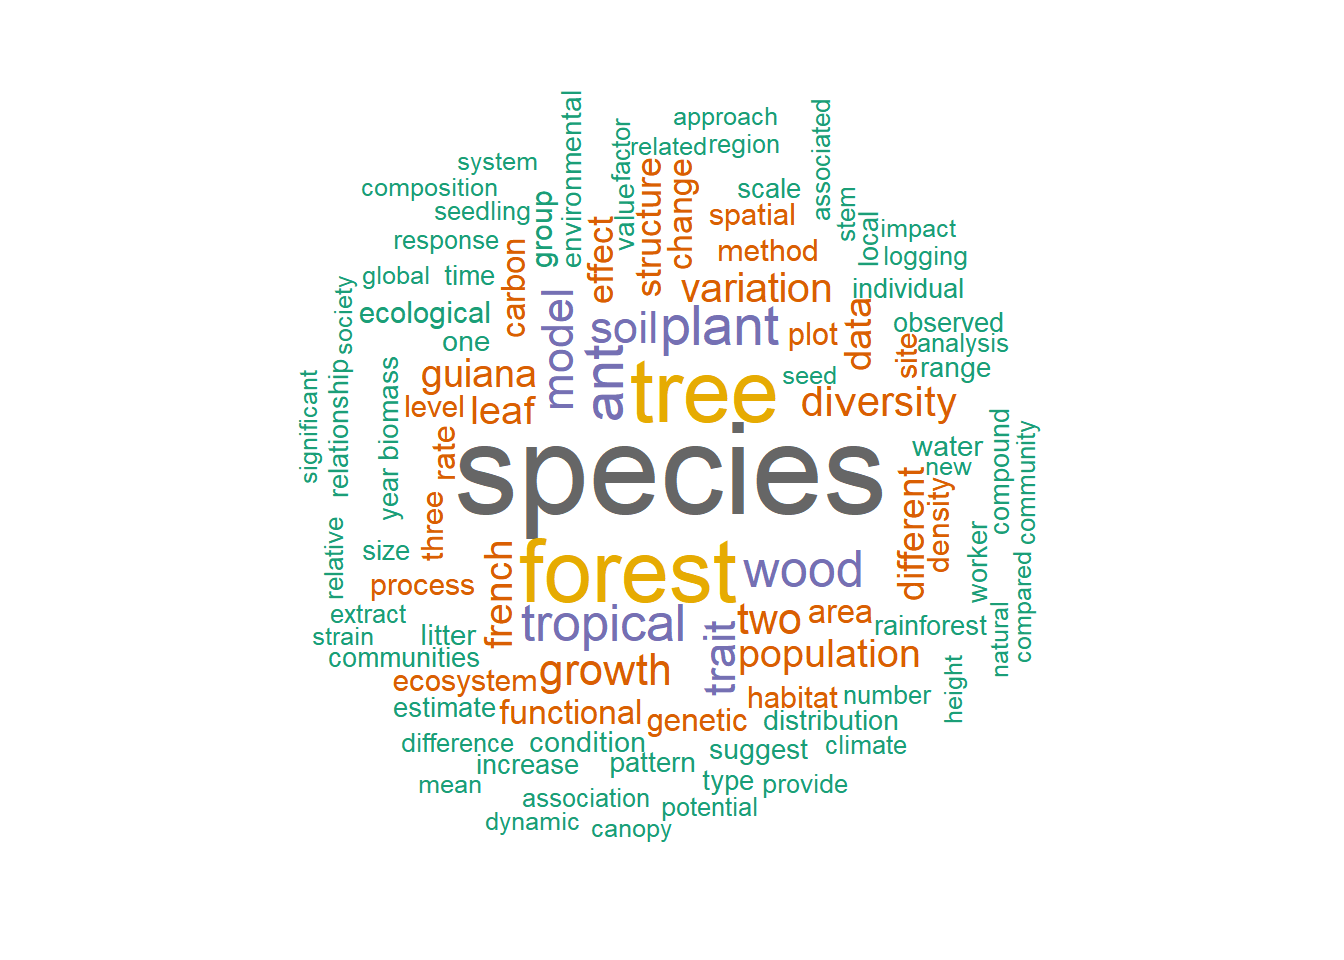 approach
associated
environmental
factor
related
region
system
composition
seedling
response
global
time
group
value
structure
change
scale
spatial
stem
local
impact
method
logging
effect
carbon
variation
individual
society
ecological
one
model
soil
plant
plot
data
observed
analysis
site
range
guiana
ant
tree
seed
diversity
significant
relationship
biomass
year
level
leaf
rate
species
water
new
compound
community
different
density
three
size
relative
process
french
forest
wood
worker
compared
natural
extract
strain
litter
communities
tropical
trait
two
area
rainforest
population
height
ecosystem
growth
habitat
number
estimate
functional
genetic
distribution
difference
condition
suggest
climate
increase
pattern
mean
type
provide
association
potential
dynamic
canopy